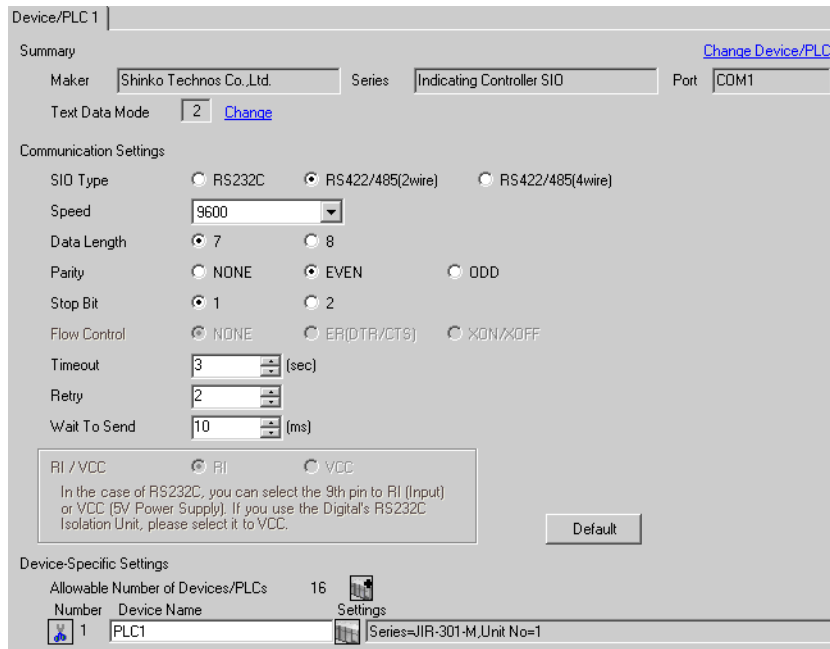 Device/PLC 1
Summary Change Device/PLC
Maker Shinko Technos Co.,Ltd. Series Indicating Controller SIO Port COM1
Text Data Mode 2 Change
Communication Settings
SIO Type RS232C RS422/485(2wire) RS422/485(4wire)
Speed 9600
Data Length 7 8
Parity NONE EVEN ODD
Stop Bit 1 2
Flow Control NONE ER(DTR/CTS) XON/XOFF
Timeout 3 (sec)
Retry 2
Wait To Send 10 (ms)
RI / VCC RI VCC
In the case of RS232C, you can select the 9th pin to RI (Input)
or VCC (5V Power Supply). If you use the Digital's RS232C
Isolation Unit, please select it to VCC.
Default
Device-Specific Settings
Allowable Number of Devices/PLCs 16
Number Device Name Settings
1 PLC1 Series=JIR-301-M,Unit No=1